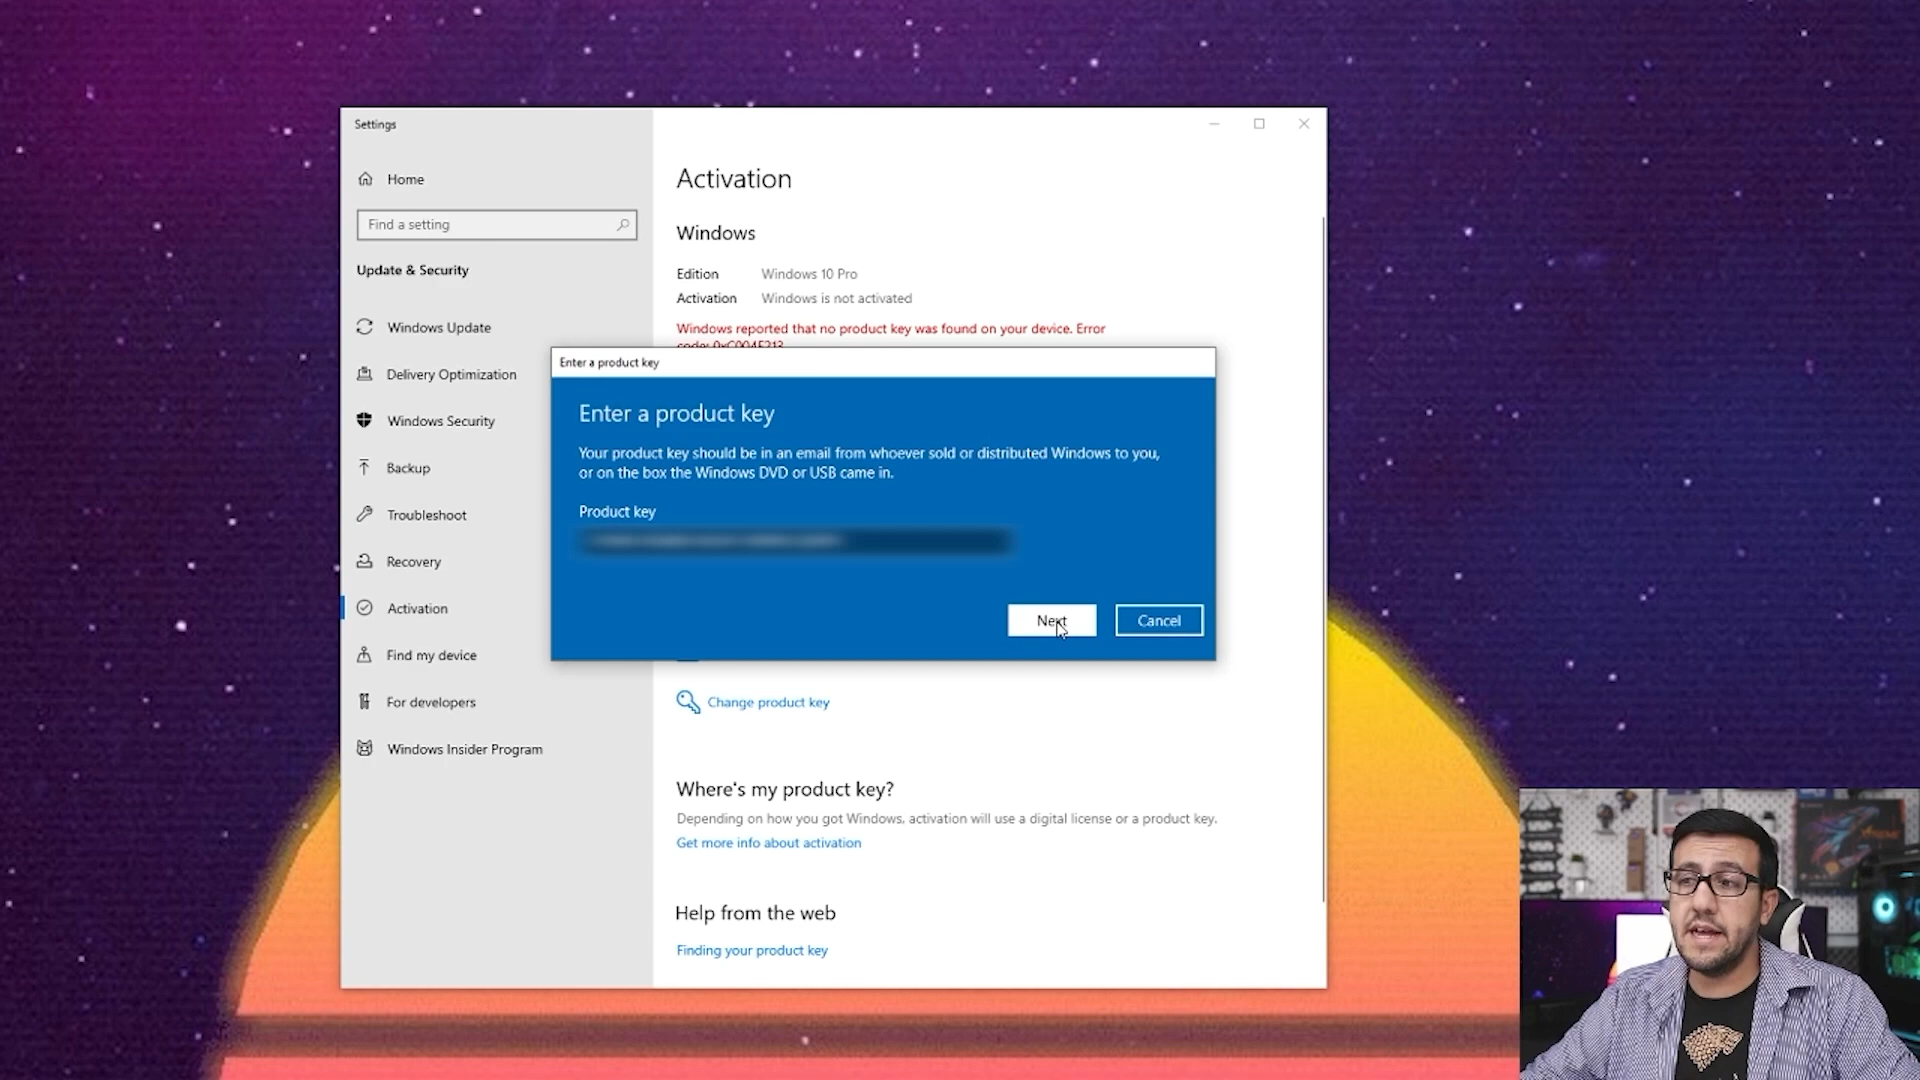 Settings
Home
Find a setting
Update & Security
Windows Update
Delivery Optimization
Windows Security
Backup
Troubleshoot
Recovery
Activation
Find my device
For developers
Windows Insider Program
Activation
Windows
Edition Windows 10 Pro
Activation Windows is not activated
Windows reported that no product key was found on your device. Error
code: 0xC004F213
Enter a product key
Enter a product key
Your product key should be in an email from whoever sold or distributed Windows to you,
or on the box the Windows DVD or USB came in.
Product key
Next Cancel
Change product key
Where's my product key?
Depending on how you got Windows, activation will use a digital license or a product key.
Get more info about activation
Help from the web
Finding your product key